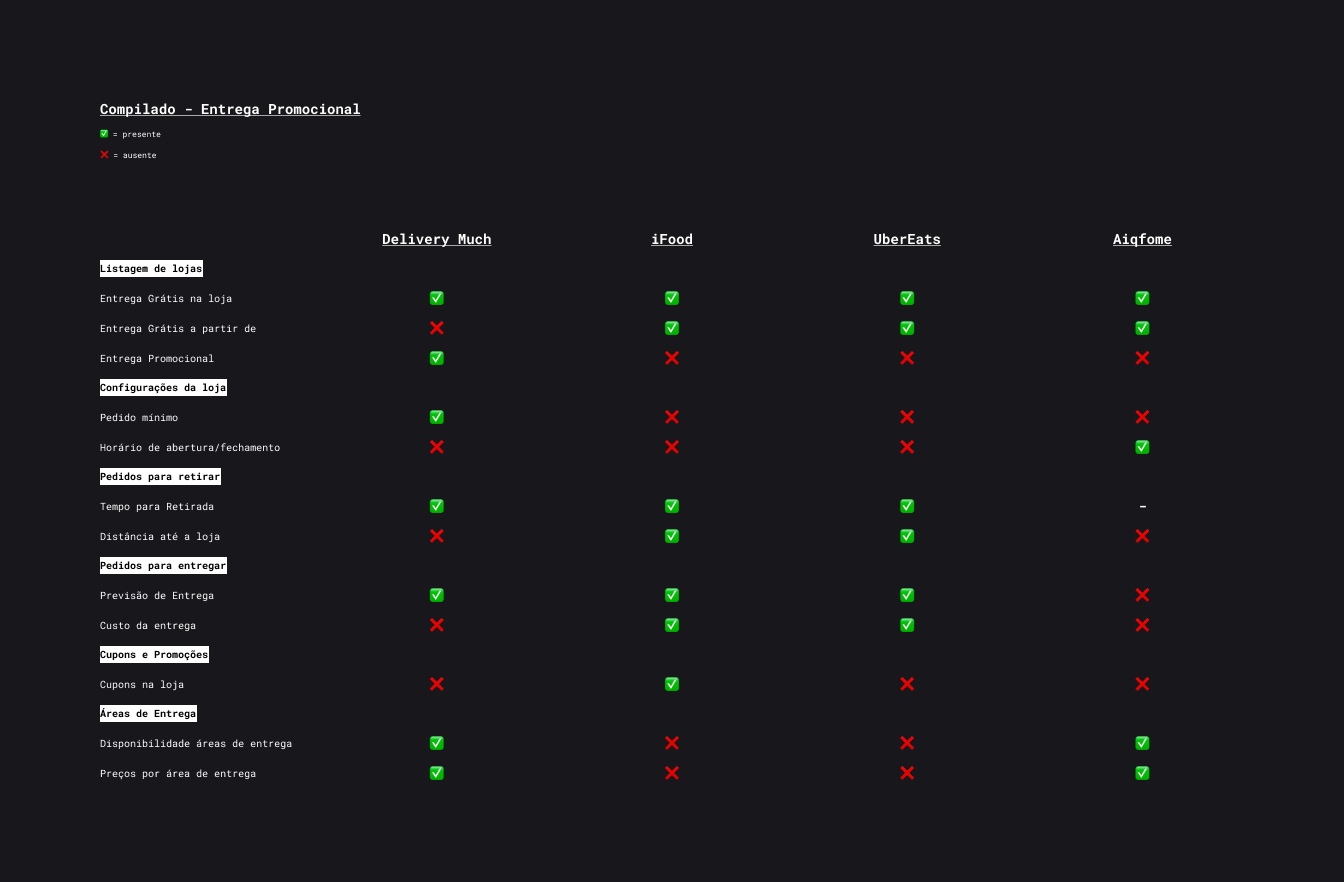 Compilado - Entrega Promocional
✅ = presente
❌ = ausente
Delivery Much iFood UberEats Aiqfome
Listagem de lojas
Entrega Grátis na loja ✅ ✅ ✅ ✅
Entrega Grátis a partir de ❌ ✅ ✅ ✅
Entrega Promocional ✅ ❌ ❌ ❌
Configurações da loja
Pedido mínimo ✅ ❌ ❌ ❌
Horário de abertura/fechamento ❌ ❌ ❌ ✅
Pedidos para retirar
Tempo para Retirada ✅ ✅ ✅ -
Distância até a loja ❌ ✅ ✅ ❌
Pedidos para entregar
Previsão de Entrega ✅ ✅ ✅ ❌
Custo da entrega ❌ ✅ ✅ ❌
Cupons e Promoções
Cupons na loja ❌ ✅ ❌ ❌
Áreas de Entrega
Disponibilidade áreas de entrega ✅ ❌ ❌ ✅
Preços por área de entrega ✅ ❌ ❌ ✅